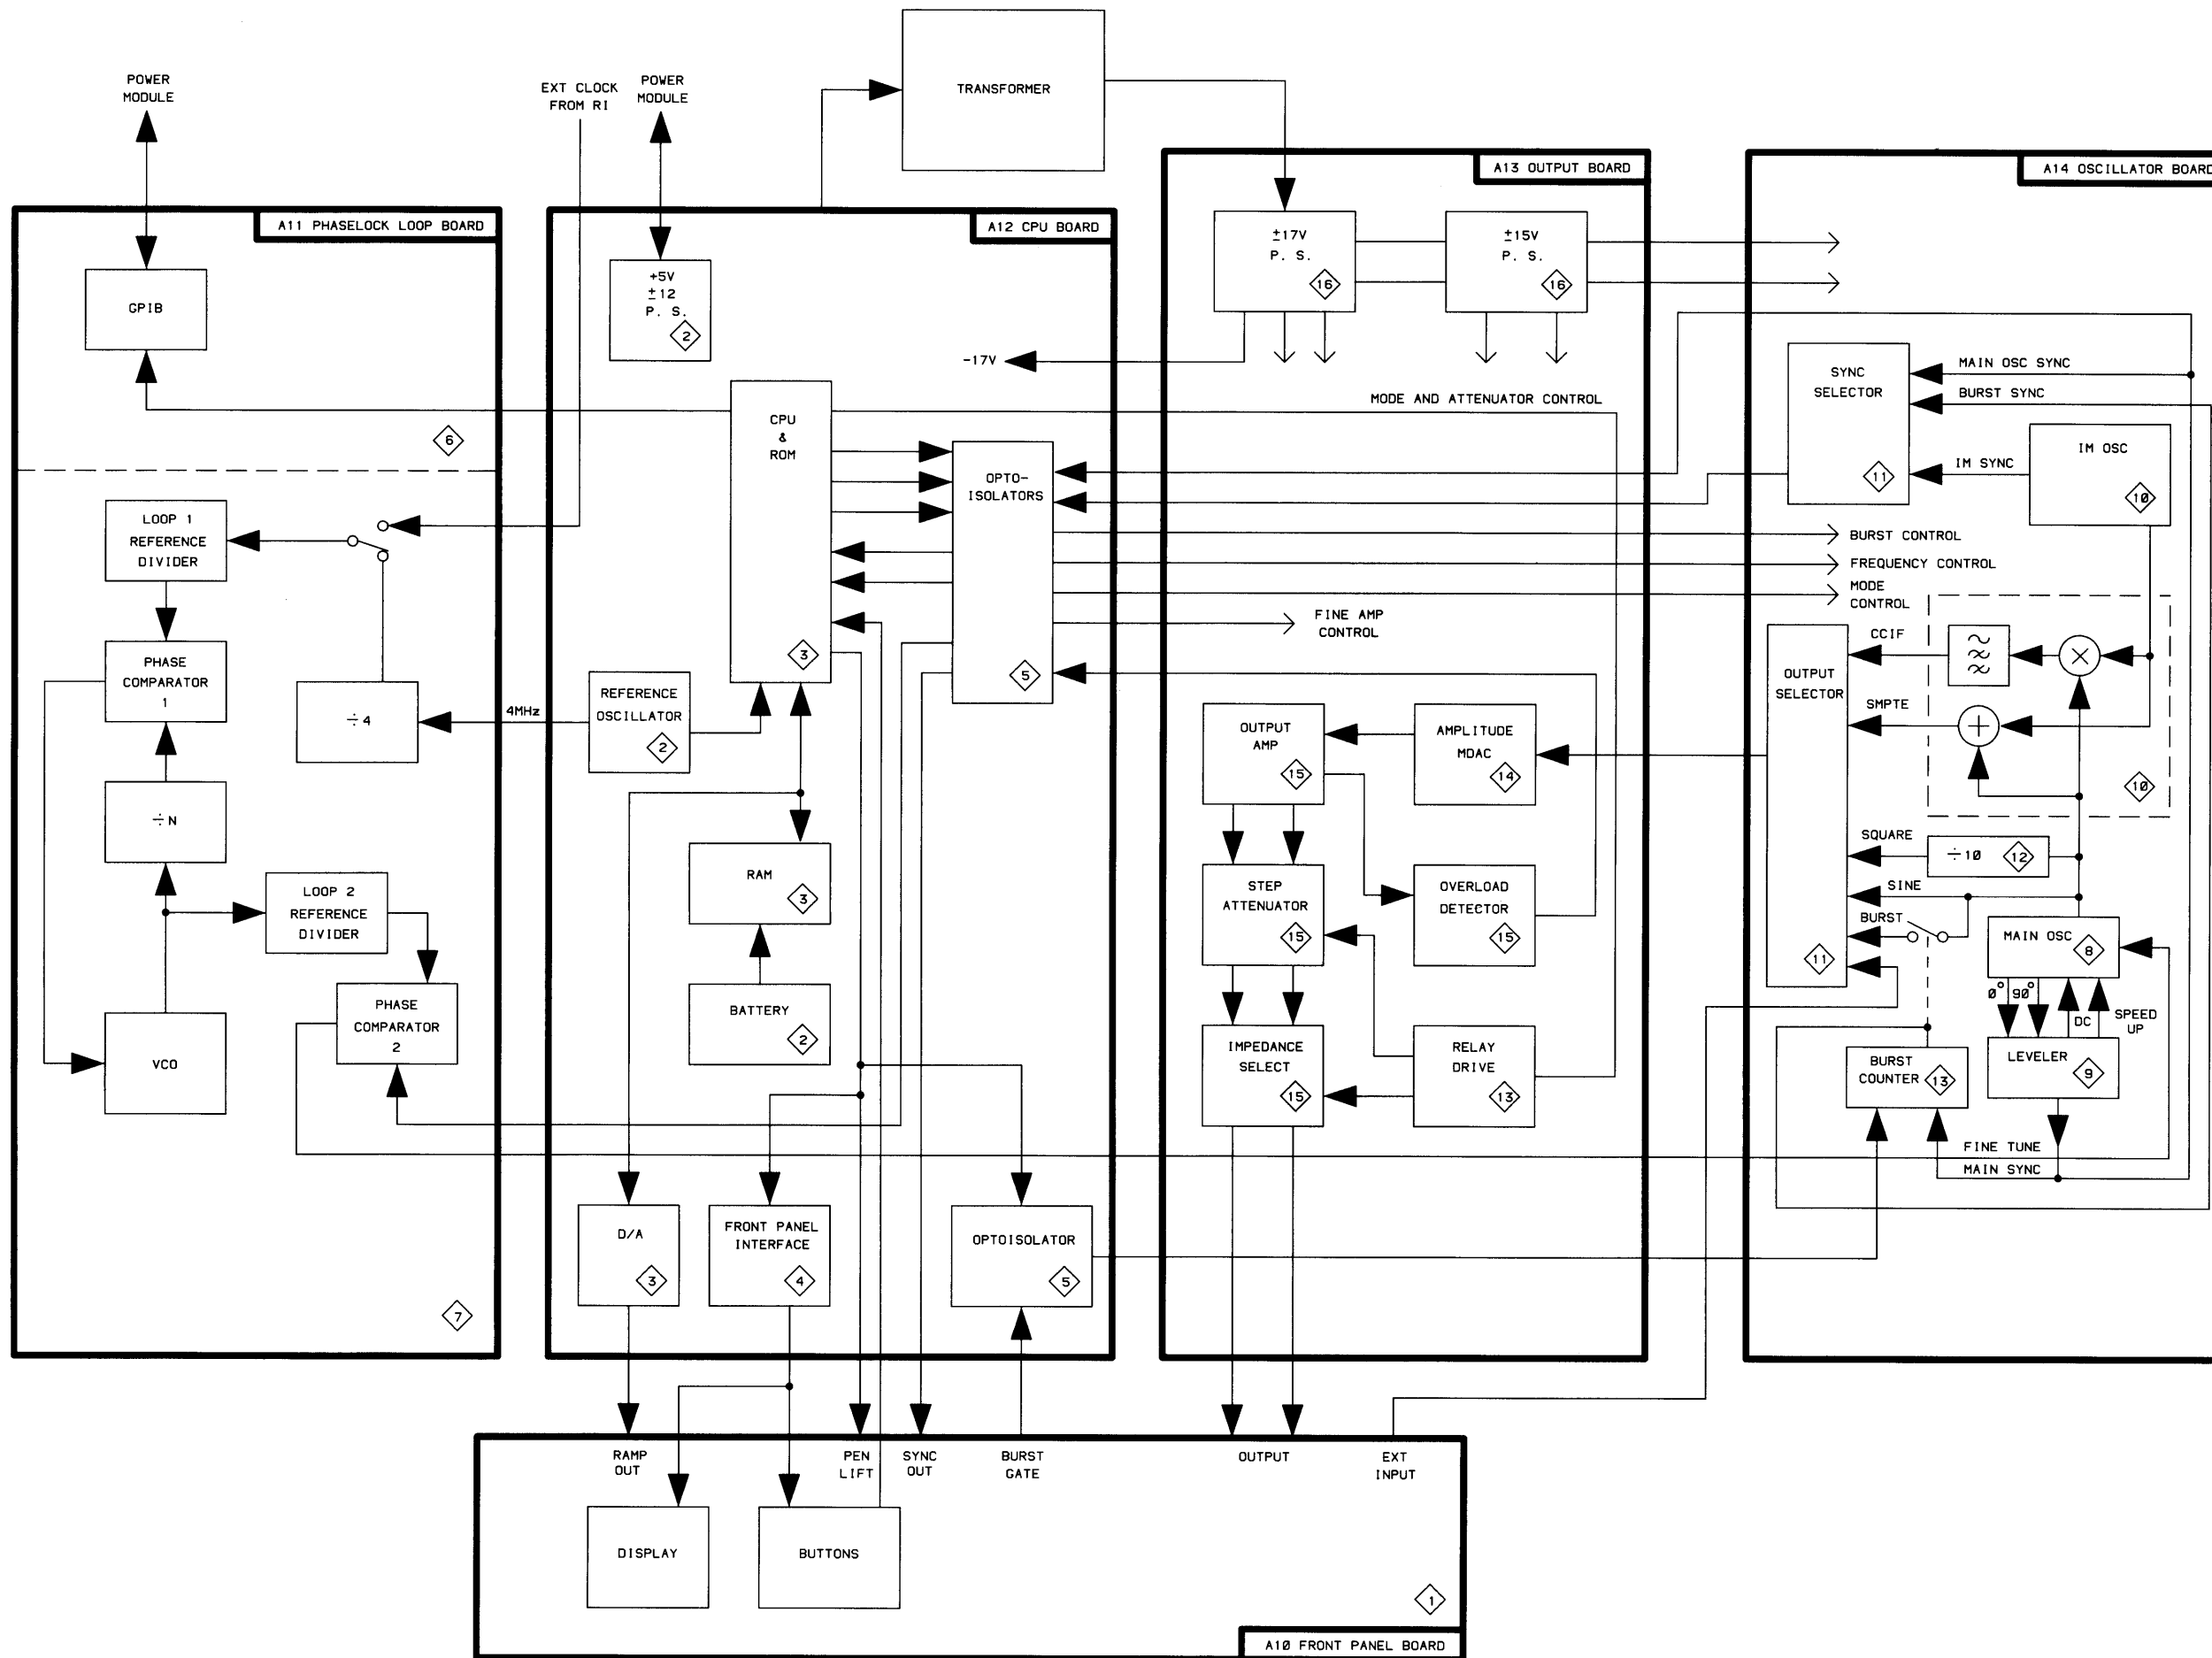 POWER
MODULE
EXT CLOCK
FROM RI
POWER
MODULE
TRANSFORMER
A11 PHASELOCK LOOP BOARD
GPIB
6
LOOP 1
REFERENCE
DIVIDER
PHASE
COMPARATOR
1
÷4
÷N
LOOP 2
REFERENCE
DIVIDER
PHASE
COMPARATOR
2
VCO
7
A12 CPU BOARD
+5V
±12
P. S.
2
-17V
CPU
&
ROM
3
OPTO-
ISOLATORS
5
4MHz
REFERENCE
OSCILLATOR
2
RAM
3
BATTERY
2
D/A
3
FRONT PANEL
INTERFACE
4
OPTOISOLATOR
5
A13 OUTPUT BOARD
±17V
P. S.
16
±15V
P. S.
16
MODE AND ATTENUATOR CONTROL
FINE AMP
CONTROL
OUTPUT
AMP
15
AMPLITUDE
MDAC
14
STEP
ATTENUATOR
15
OVERLOAD
DETECTOR
15
IMPEDANCE
SELECT
15
RELAY
DRIVE
13
A14 OSCILLATOR BOARD
SYNC
SELECTOR
11
MAIN OSC SYNC
BURST SYNC
IM SYNC
IM OSC
10
BURST CONTROL
FREQUENCY CONTROL
MODE
CONTROL
OUTPUT
SELECTOR
11
CCIF
SMPTE
10
SQUARE
÷10
12
SINE
BURST
MAIN OSC
8
0°
90°
DC
SPEED
UP
LEVELER
9
BURST
COUNTER
13
FINE TUNE
MAIN SYNC
RAMP
OUT
PEN
LIFT
SYNC
OUT
BURST
GATE
OUTPUT
EXT
INPUT
DISPLAY
BUTTONS
1
A10 FRONT PANEL BOARD